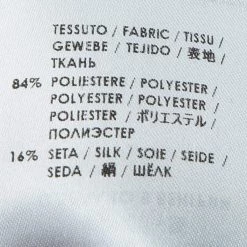 TESSUTO / FABRIC / TISSU /
GEWEBE / TEJIDO / 表地 /
ТКАНЬ
84% POLIESTERE / POLYESTER /
POLYESTER / POLYESTER /
POLIÉSTER / ポリエステル /
ПОЛИЭСТЕР
16% SETA / SILK / SOIE / SEIDE /
SEDA / 絹 / ШЁЛК